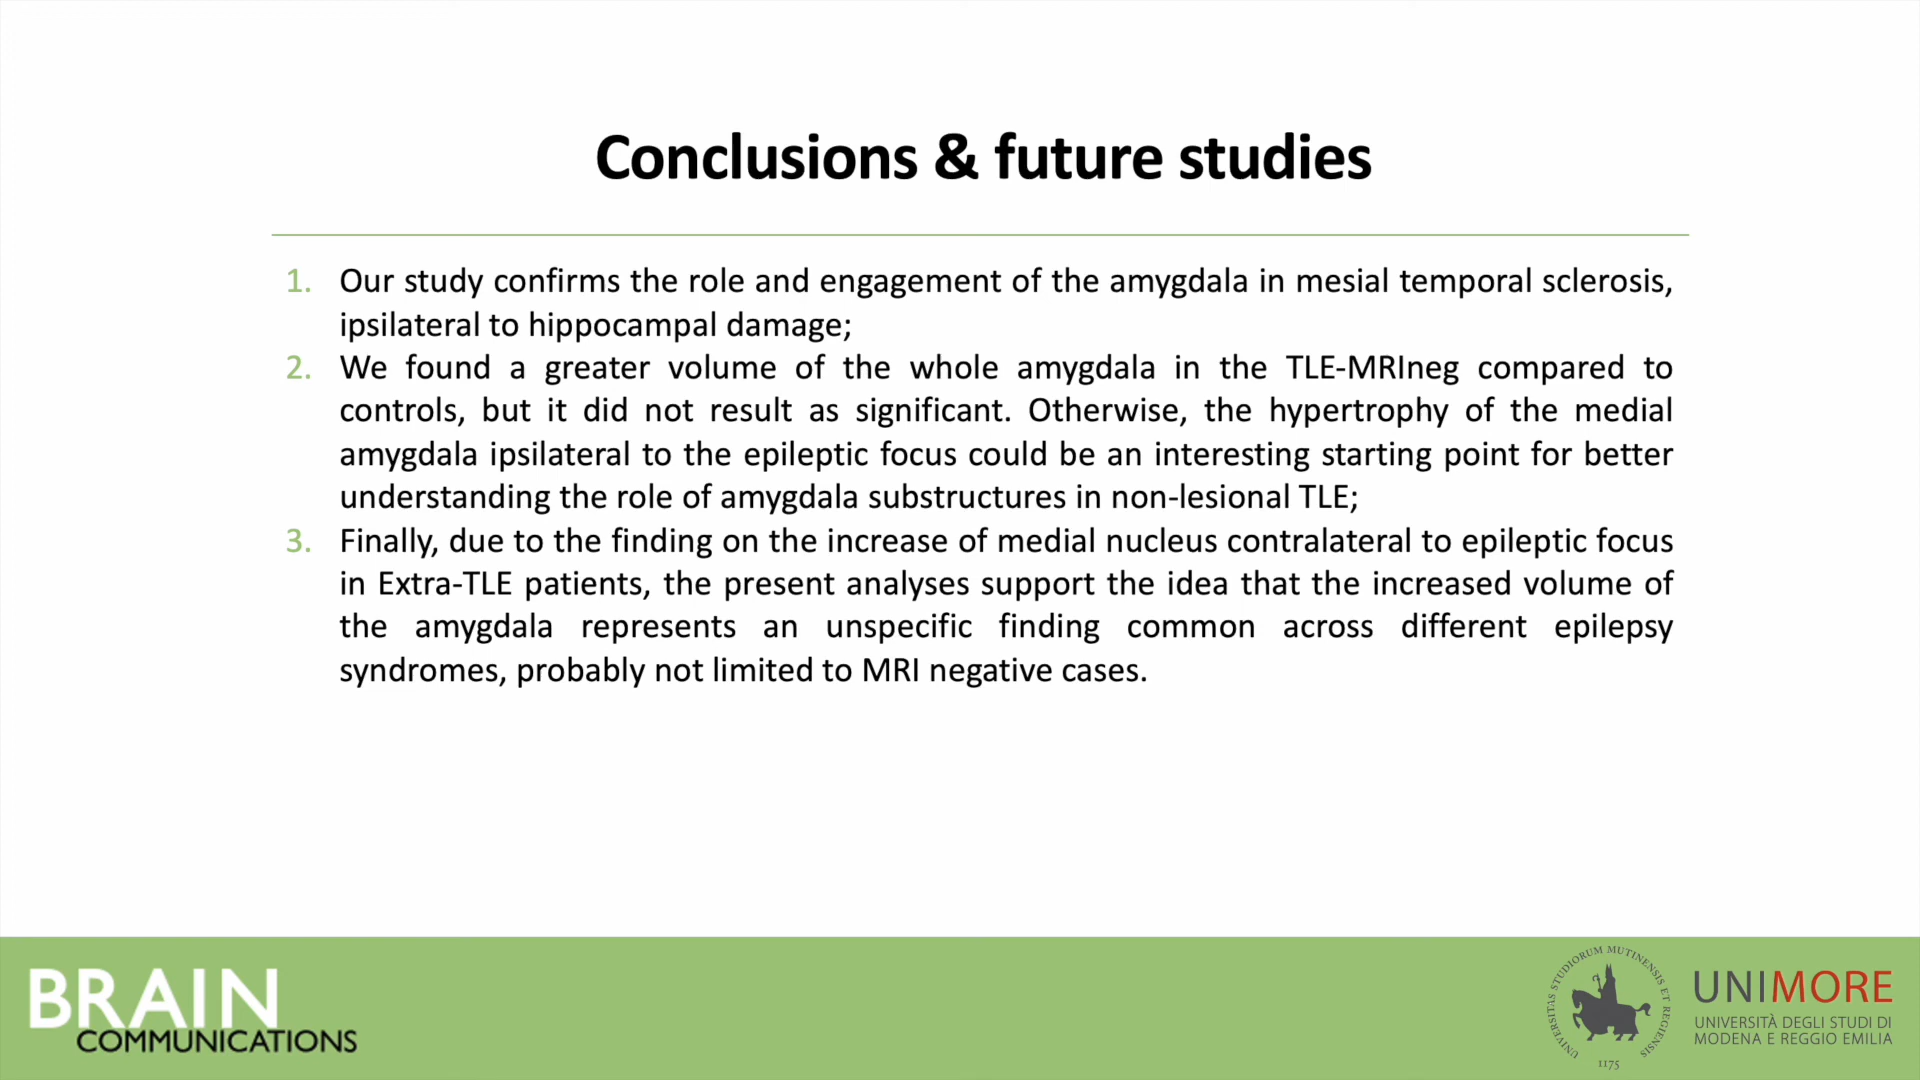 Conclusions & future studies
1. Our study confirms the role and engagement of the amygdala in mesial temporal sclerosis,
ipsilateral to hippocampal damage;
2. We found a greater volume of the whole amygdala in the TLE-MRIneg compared to
controls, but it did not result as significant. Otherwise, the hypertrophy of the medial
amygdala ipsilateral to the epileptic focus could be an interesting starting point for better
understanding the role of amygdala substructures in non-lesional TLE;
3. Finally, due to the finding on the increase of medial nucleus contralateral to epileptic focus
in Extra-TLE patients, the present analyses support the idea that the increased volume of
the amygdala represents an unspecific finding common across different epilepsy
syndromes, probably not limited to MRI negative cases.
BRAIN
COMMUNICATIONS
UNIVERSITAS STUDIORUM MUTINENSIS ET REGIENSIS
1175
UNIMORE
UNIVERSITÀ DEGLI STUDI DI
MODENA E REGGIO EMILIA